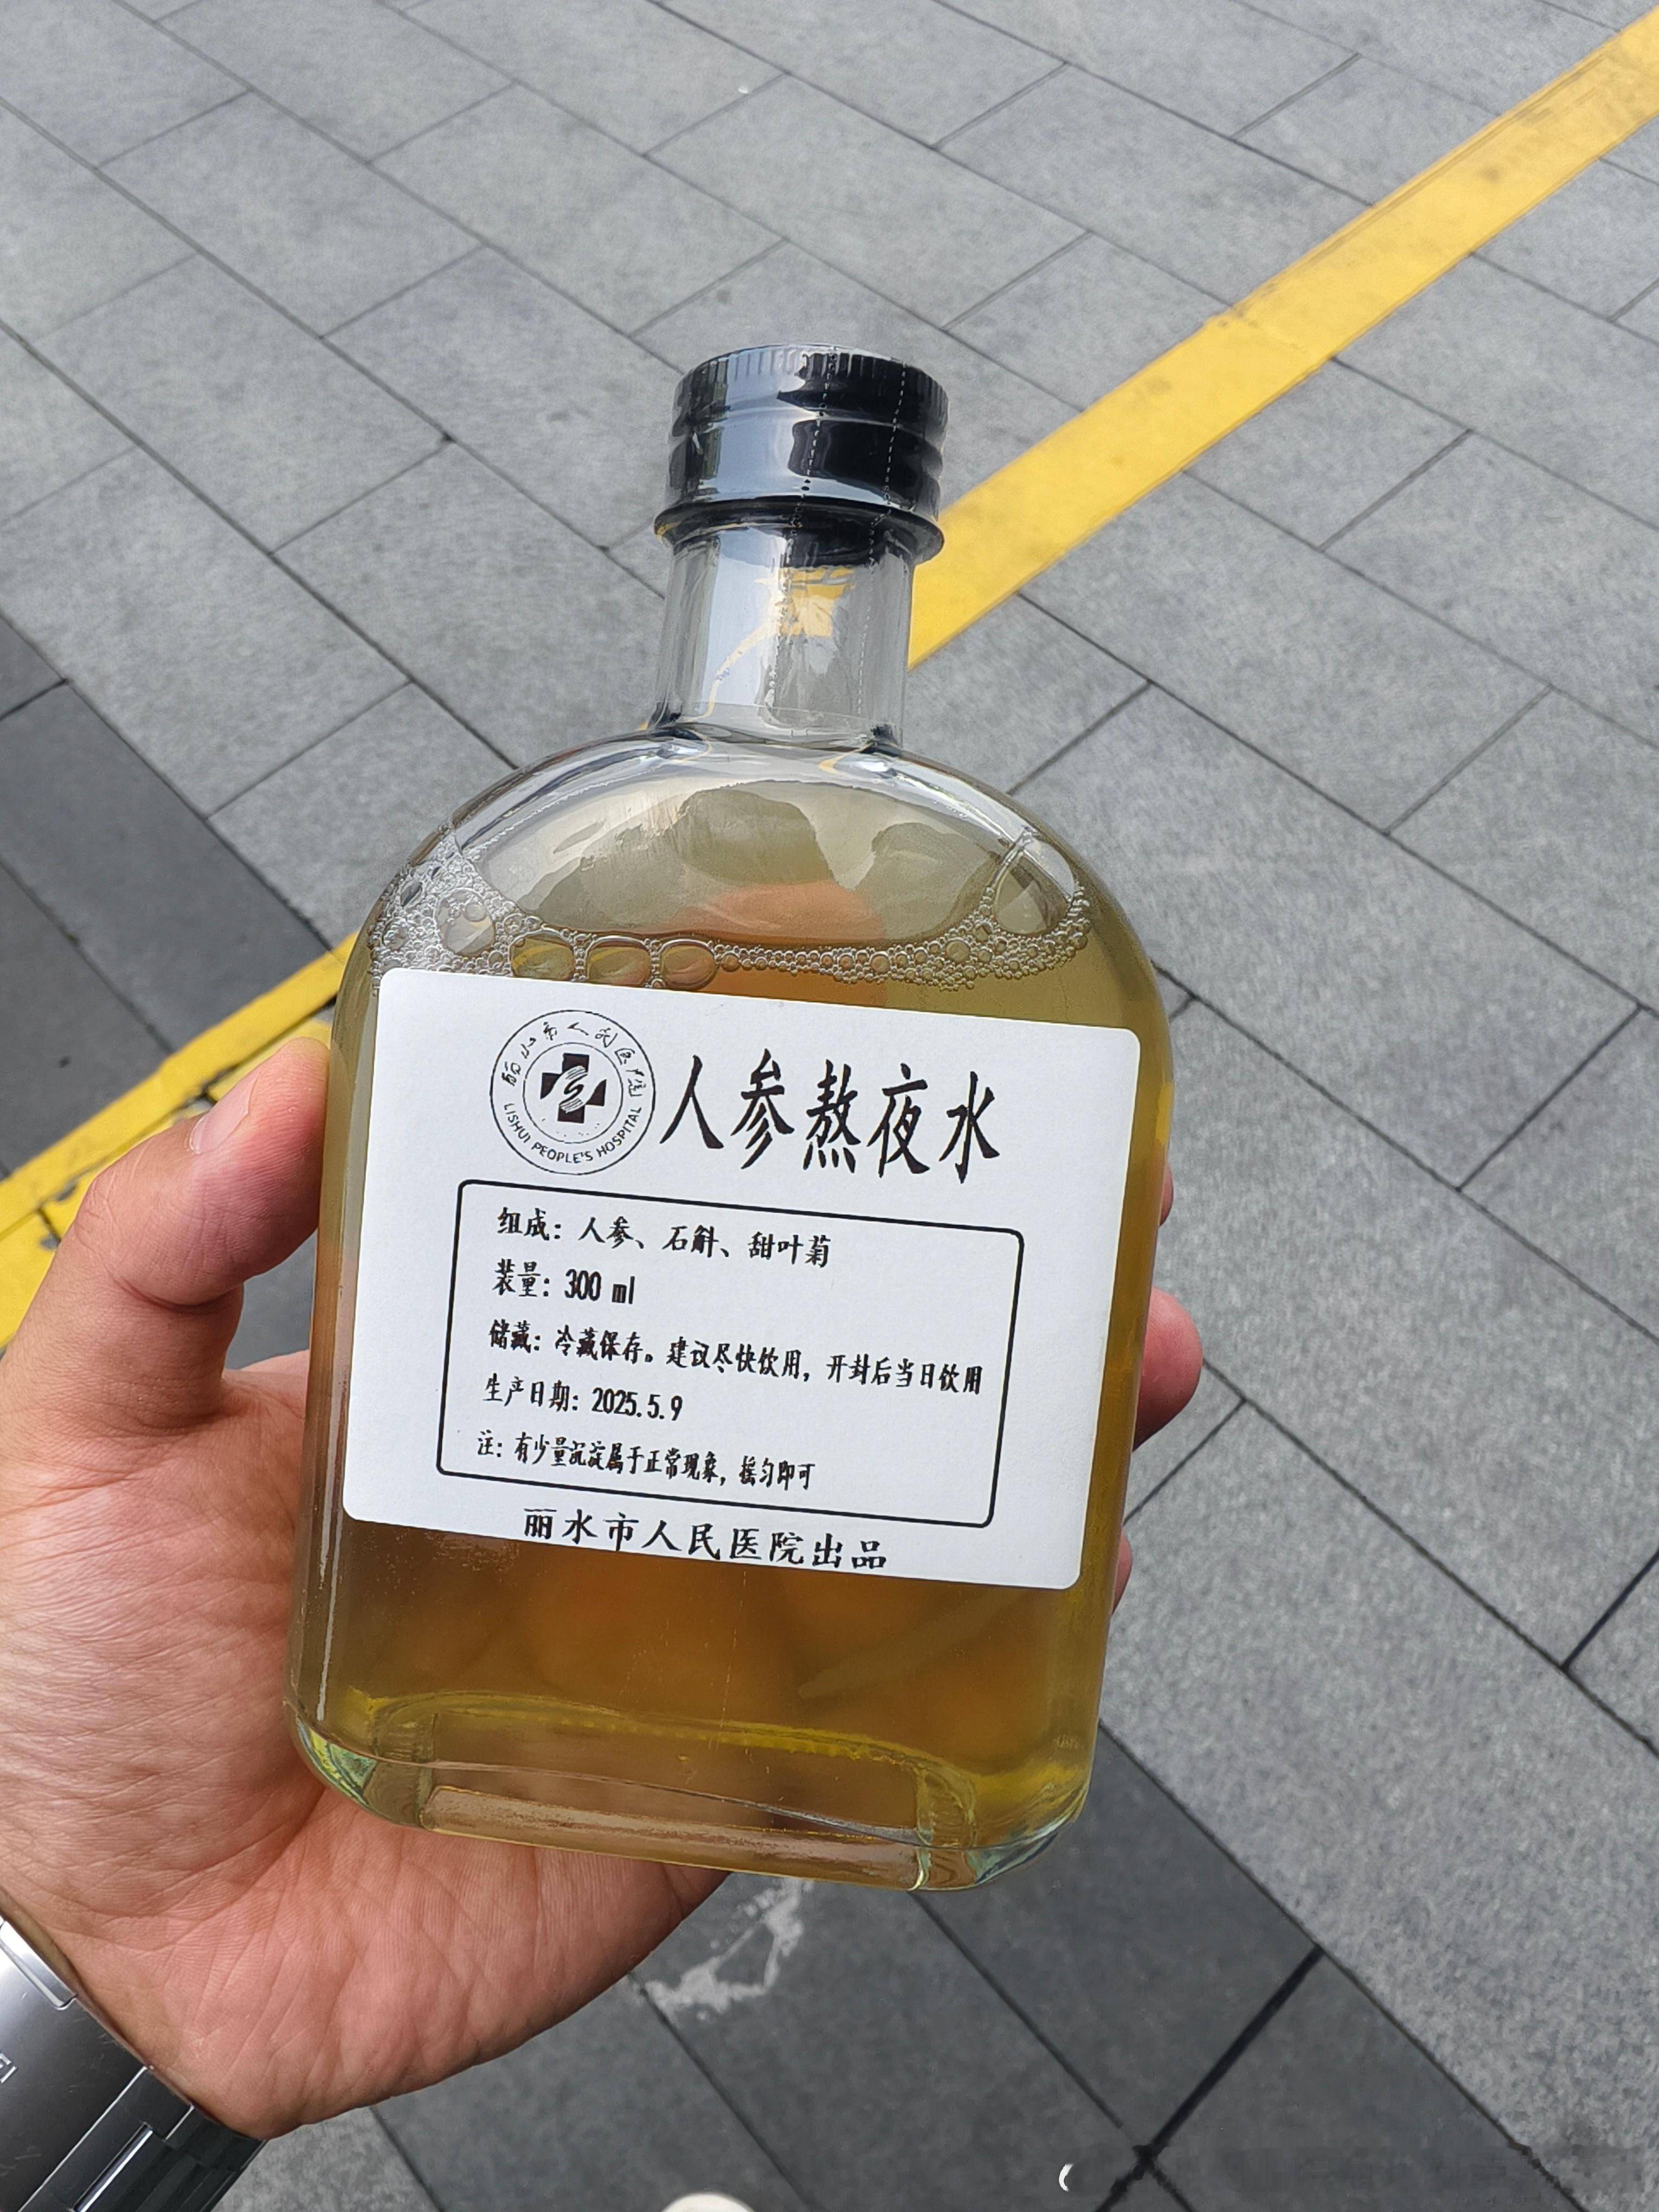 丽水市人民医院
LISHUI PEOPLE'S HOSPITAL
人参熬夜水
组成：人参、石斛、甜叶菊
装量：300 ml
储藏：冷藏保存。建议尽快饮用，开封后当日饮用
生产日期：2025.5.9
注：有少量沉淀属于正常现象，摇匀即可
丽水市人民医院出品